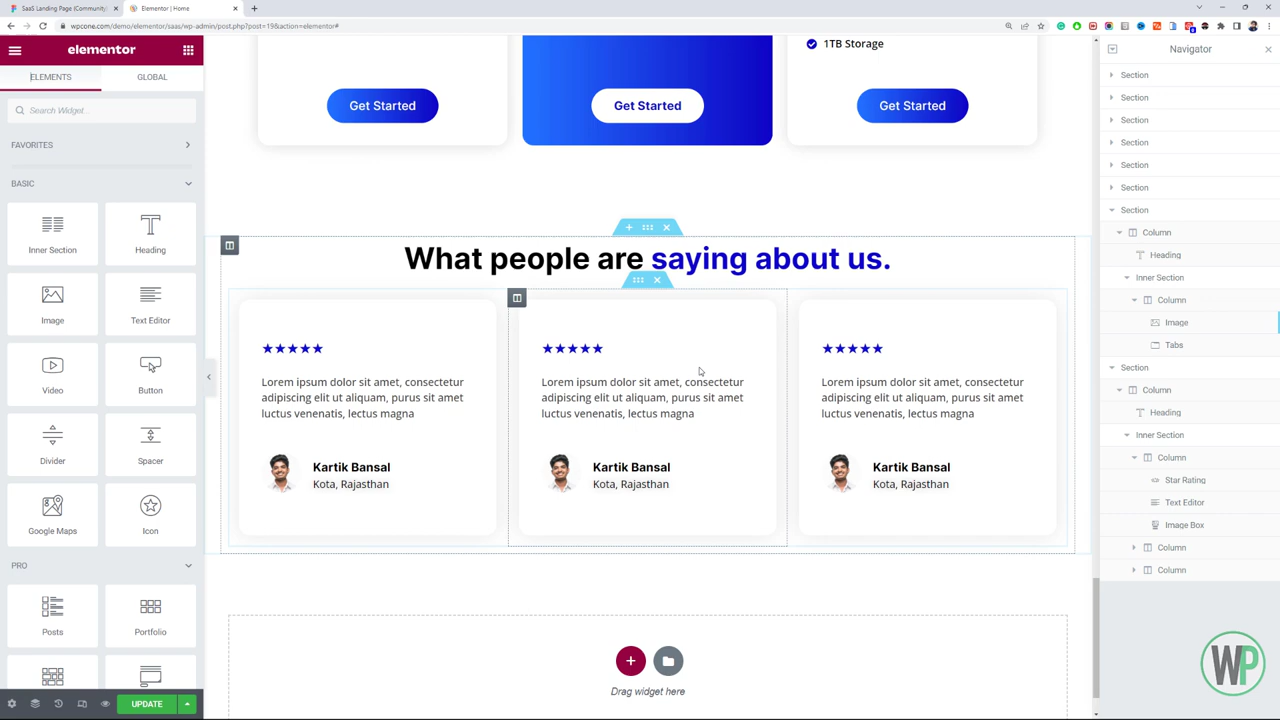 SaaS Landing Page (Community)
Elementor | Home
wpcone.com/demo/elementor/saas/wp-admin/post.php?post=19&action=elementor#
elementor
ELEMENTS
GLOBAL
Search Widget...
FAVORITES
BASIC
Inner Section
Heading
Image
Text Editor
Video
Button
Divider
Spacer
Google Maps
Icon
PRO
Posts
Portfolio
UPDATE
1TB Storage
Get Started
Get Started
Get Started
What people are saying about us.
★★★★★
Lorem ipsum dolor sit amet, consectetur
adipiscing elit ut aliquam, purus sit amet
luctus venenatis, lectus magna
Kartik Bansal
Kota, Rajasthan
★★★★★
Lorem ipsum dolor sit amet, consectetur
adipiscing elit ut aliquam, purus sit amet
luctus venenatis, lectus magna
Kartik Bansal
Kota, Rajasthan
★★★★★
Lorem ipsum dolor sit amet, consectetur
adipiscing elit ut aliquam, purus sit amet
luctus venenatis, lectus magna
Kartik Bansal
Kota, Rajasthan
Drag widget here
Navigator
Section
Section
Section
Section
Section
Section
Section
Column
Heading
Inner Section
Column
Image
Tabs
Section
Column
Heading
Inner Section
Column
Star Rating
Text Editor
Image Box
Column
Column
WP